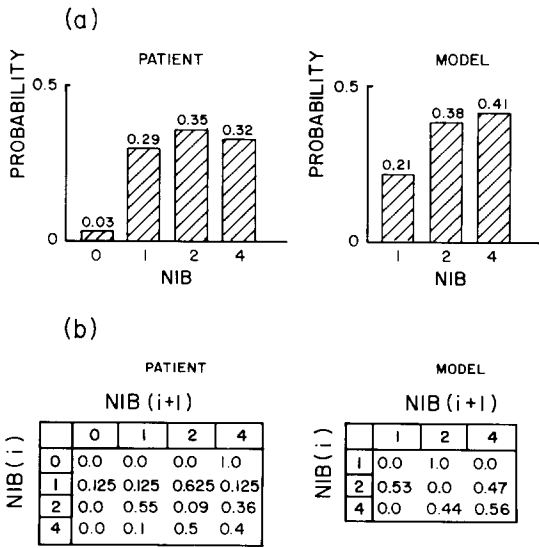 (a)
PATIENT
PROBABILITY
0.5
0
0.03
0.29
0.35
0.32
0 1 2 4
NIB
MODEL
PROBABILITY
0.5
0
0.21
0.38
0.41
1 2 4
NIB
(b)
PATIENT
NIB (i+1)
NIB(i)
0 1 2 4
0 0.0 0.0 0.0 1.0
1 0.125 0.125 0.625 0.125
2 0.0 0.55 0.09 0.36
4 0.0 0.1 0.5 0.4
MODEL
NIB (i+1)
NIB(i)
1 2 4
1 0.0 1.0 0.0
2 0.53 0.0 0.47
4 0.0 0.44 0.56